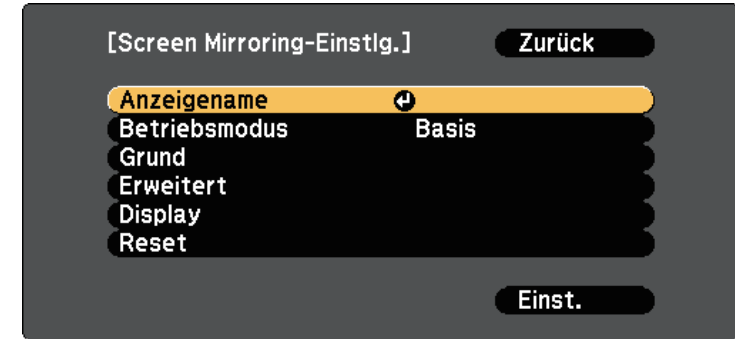 [Screen Mirroring-Einstlg.] Zurück
Anzeigename
Betriebsmodus Basis
Grund
Erweitert
Display
Reset
Einst.